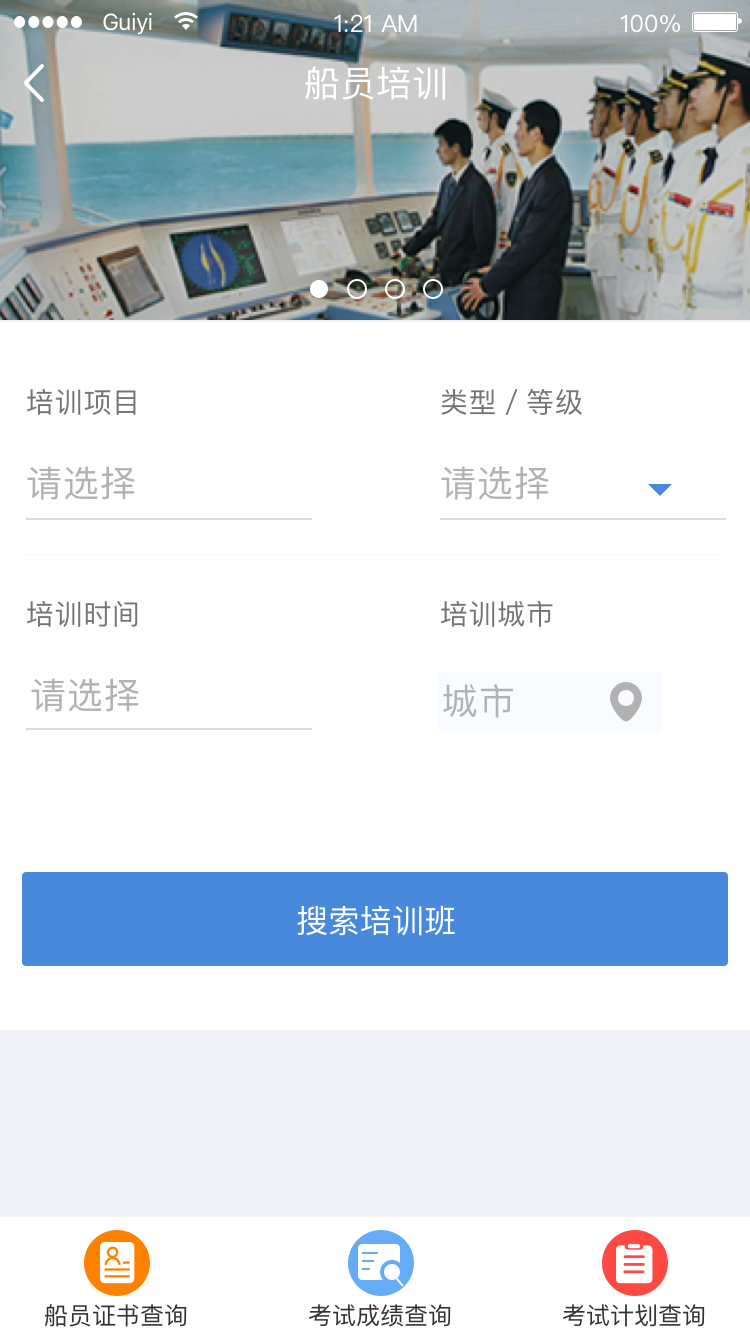 Guiyi 1:21 AM 100%
船员培训
培训项目 类型 / 等级
请选择 请选择
培训时间 培训城市
请选择 城市
搜索培训班
船员证书查询 考试成绩查询 考试计划查询